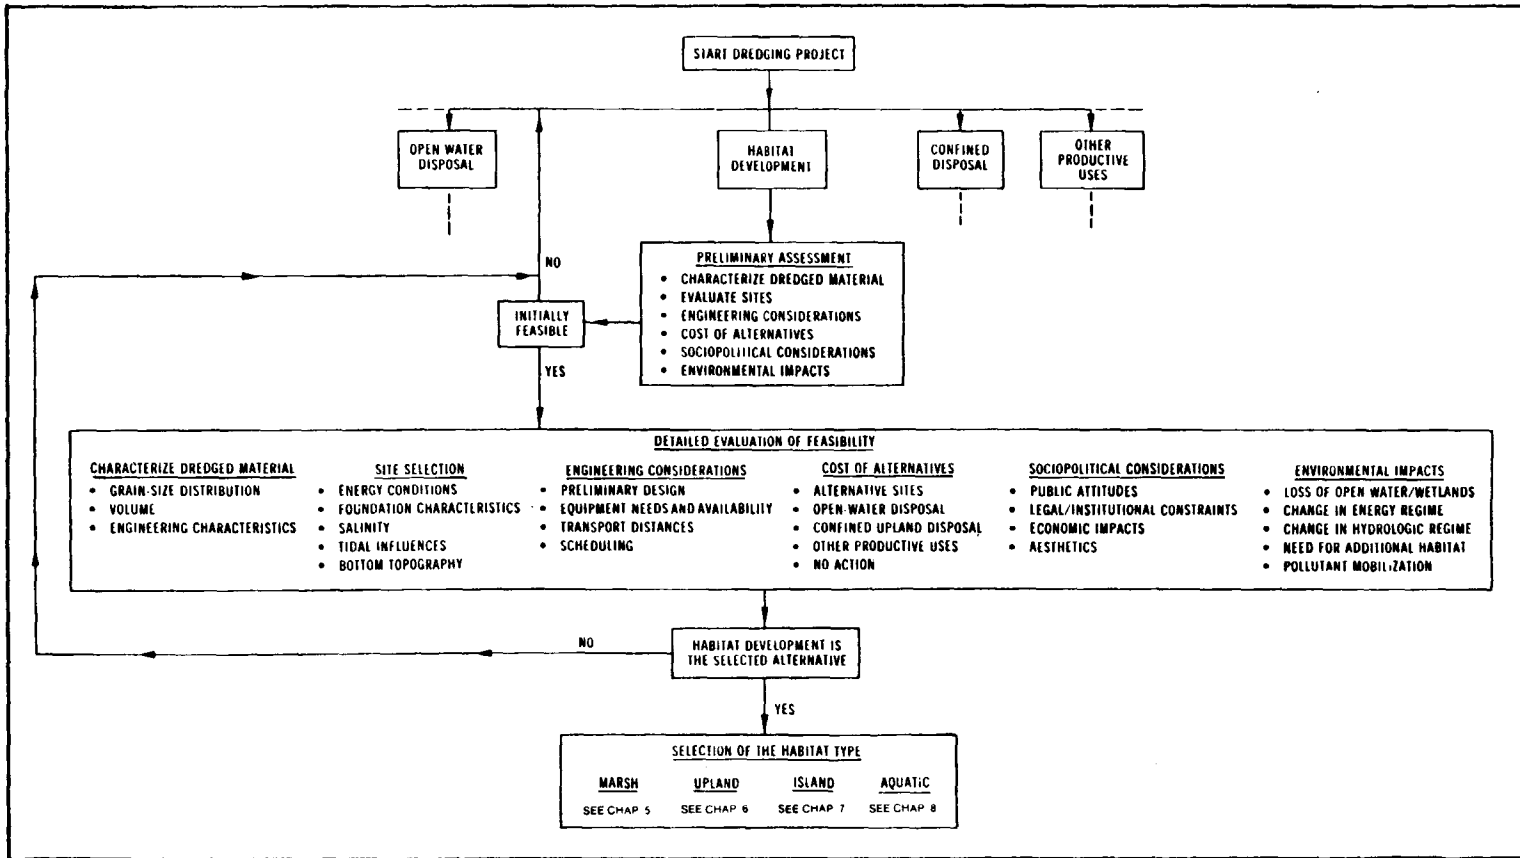 START DREDGING PROJECT
OPEN WATER
DISPOSAL
HABITAT
DEVELOPMENT
CONFINED
DISPOSAL
OTHER
PRODUCTIVE
USES
PRELIMINARY ASSESSMENT
• CHARACTERIZE DREDGED MATERIAL
• EVALUATE SITES
• ENGINEERING CONSIDERATIONS
• COST OF ALTERNATIVES
• SOCIOPOLITICAL CONSIDERATIONS
• ENVIRONMENTAL IMPACTS
NO
INITIALLY
FEASIBLE
YES
DETAILED EVALUATION OF FEASIBILITY
CHARACTERIZE DREDGED MATERIAL
• GRAIN-SIZE DISTRIBUTION
• VOLUME
• ENGINEERING CHARACTERISTICS
SITE SELECTION
• ENERGY CONDITIONS
• FOUNDATION CHARACTERISTICS
• SALINITY
• TIDAL INFLUENCES
• BOTTOM TOPOGRAPHY
ENGINEERING CONSIDERATIONS
• PRELIMINARY DESIGN
• EQUIPMENT NEEDS AND AVAILABILITY
• TRANSPORT DISTANCES
• SCHEDULING
COST OF ALTERNATIVES
• ALTERNATIVE SITES
• OPEN-WATER DISPOSAL
• CONFINED UPLAND DISPOSAL
• OTHER PRODUCTIVE USES
• NO ACTION
SOCIOPOLITICAL CONSIDERATIONS
• PUBLIC ATTITUDES
• LEGAL/INSTITUTIONAL CONSTRAINTS
• ECONOMIC IMPACTS
• AESTHETICS
ENVIRONMENTAL IMPACTS
• LOSS OF OPEN WATER/WETLANDS
• CHANGE IN ENERGY REGIME
• CHANGE IN HYDROLOGIC REGIME
• NEED FOR ADDITIONAL HABITAT
• POLLUTANT MOBILIZATION
NO
HABITAT DEVELOPMENT IS
THE SELECTED ALTERNATIVE
YES
SELECTION OF THE HABITAT TYPE
MARSH
SEE CHAP 5
UPLAND
SEE CHAP 6
ISLAND
SEE CHAP 7
AQUATIC
SEE CHAP 8